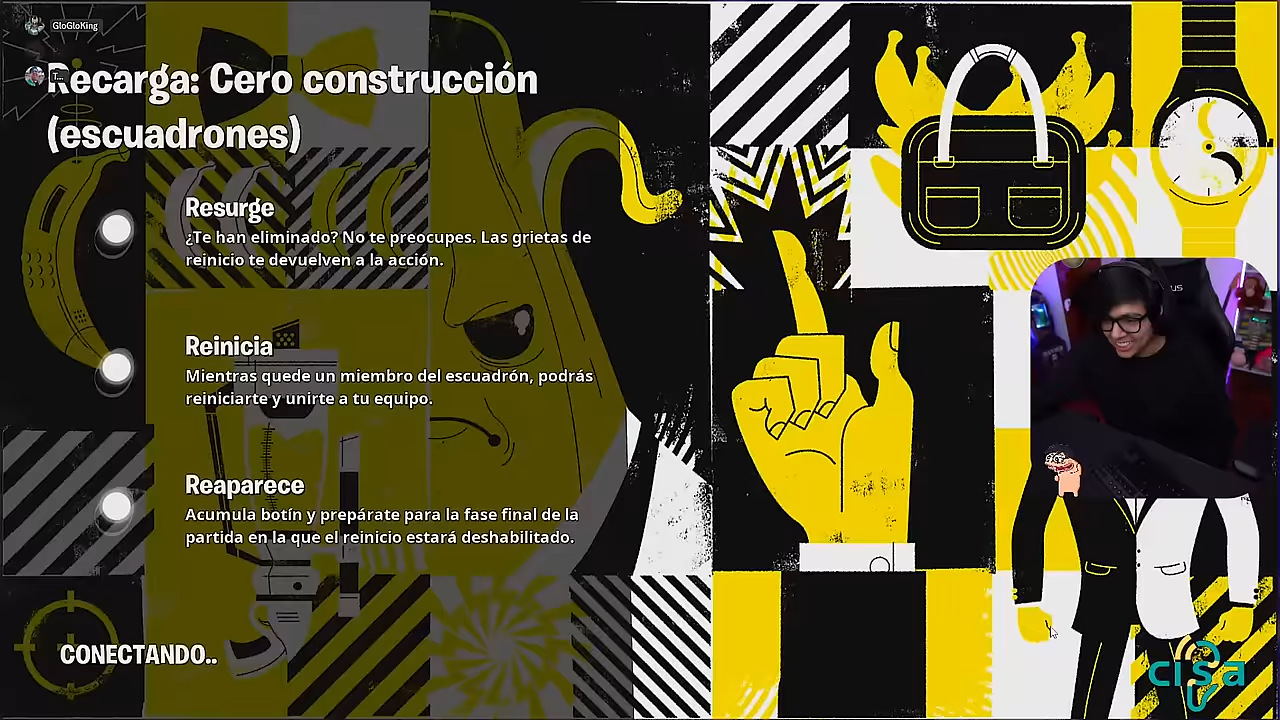 GloGloKing
Recarga: Cero construcción
(escuadrones)
Resurge
¿Te han eliminado? No te preocupes. Las grietas de
reinicio te devuelven a la acción.
Reinicia
Mientras quede un miembro del escuadrón, podrás
reiniciarte y unirte a tu equipo.
Reaparece
Acumula botín y prepárate para la fase final de la
partida en la que el reinicio estará deshabilitado.
CONECTANDO..
cisa